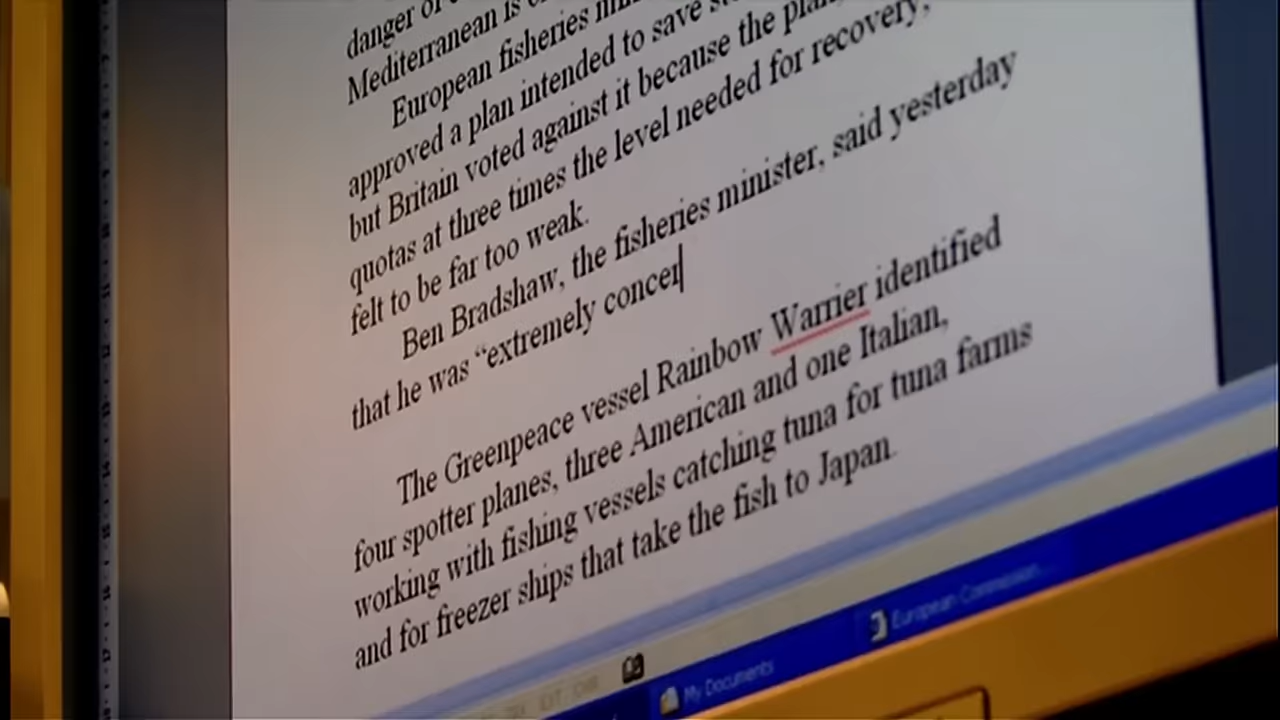 danger of
Mediterranean is
European fisheries
approved a plan intended to save
but Britain voted against it because the plan,
quotas at three times the level needed for recovery,
felt to be far too weak.
Ben Bradshaw, the fisheries minister, said yesterday
that he was “extremely concer
The Greenpeace vessel Rainbow Warrier identified
four spotter planes, three American and one Italian,
working with fishing vessels catching tuna for tuna farms
and for freezer ships that take the fish to Japan.
My Documents
European Commission...